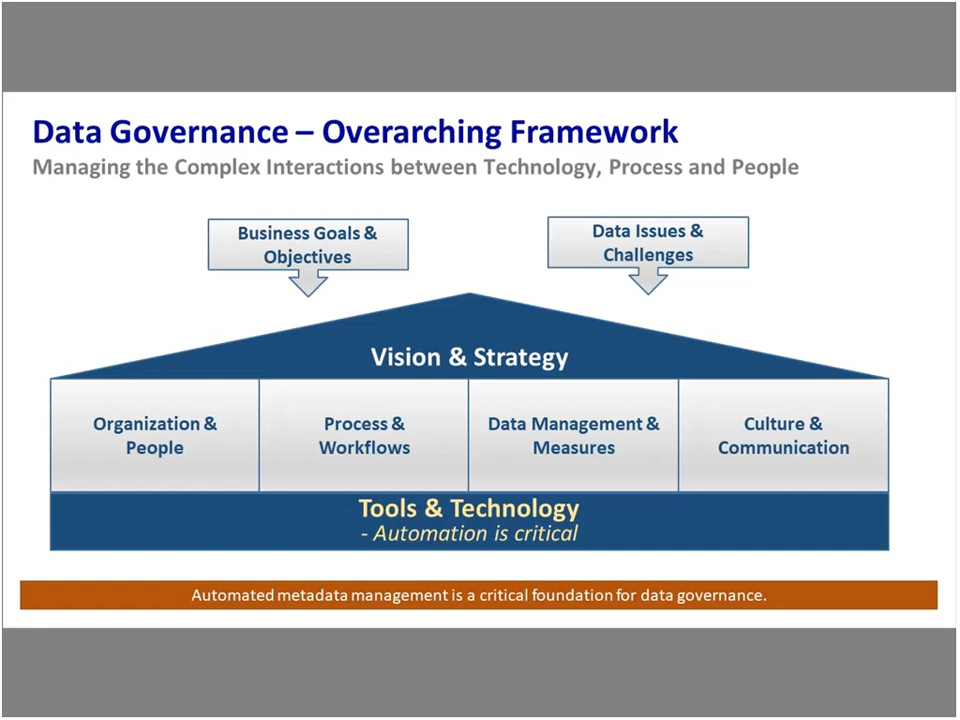 Data Governance – Overarching Framework
Managing the Complex Interactions between Technology, Process and People
Business Goals &
Objectives
Data Issues &
Challenges
Vision & Strategy
Organization &
People
Process &
Workflows
Data Management &
Measures
Culture &
Communication
Tools & Technology
- Automation is critical
Automated metadata management is a critical foundation for data governance.